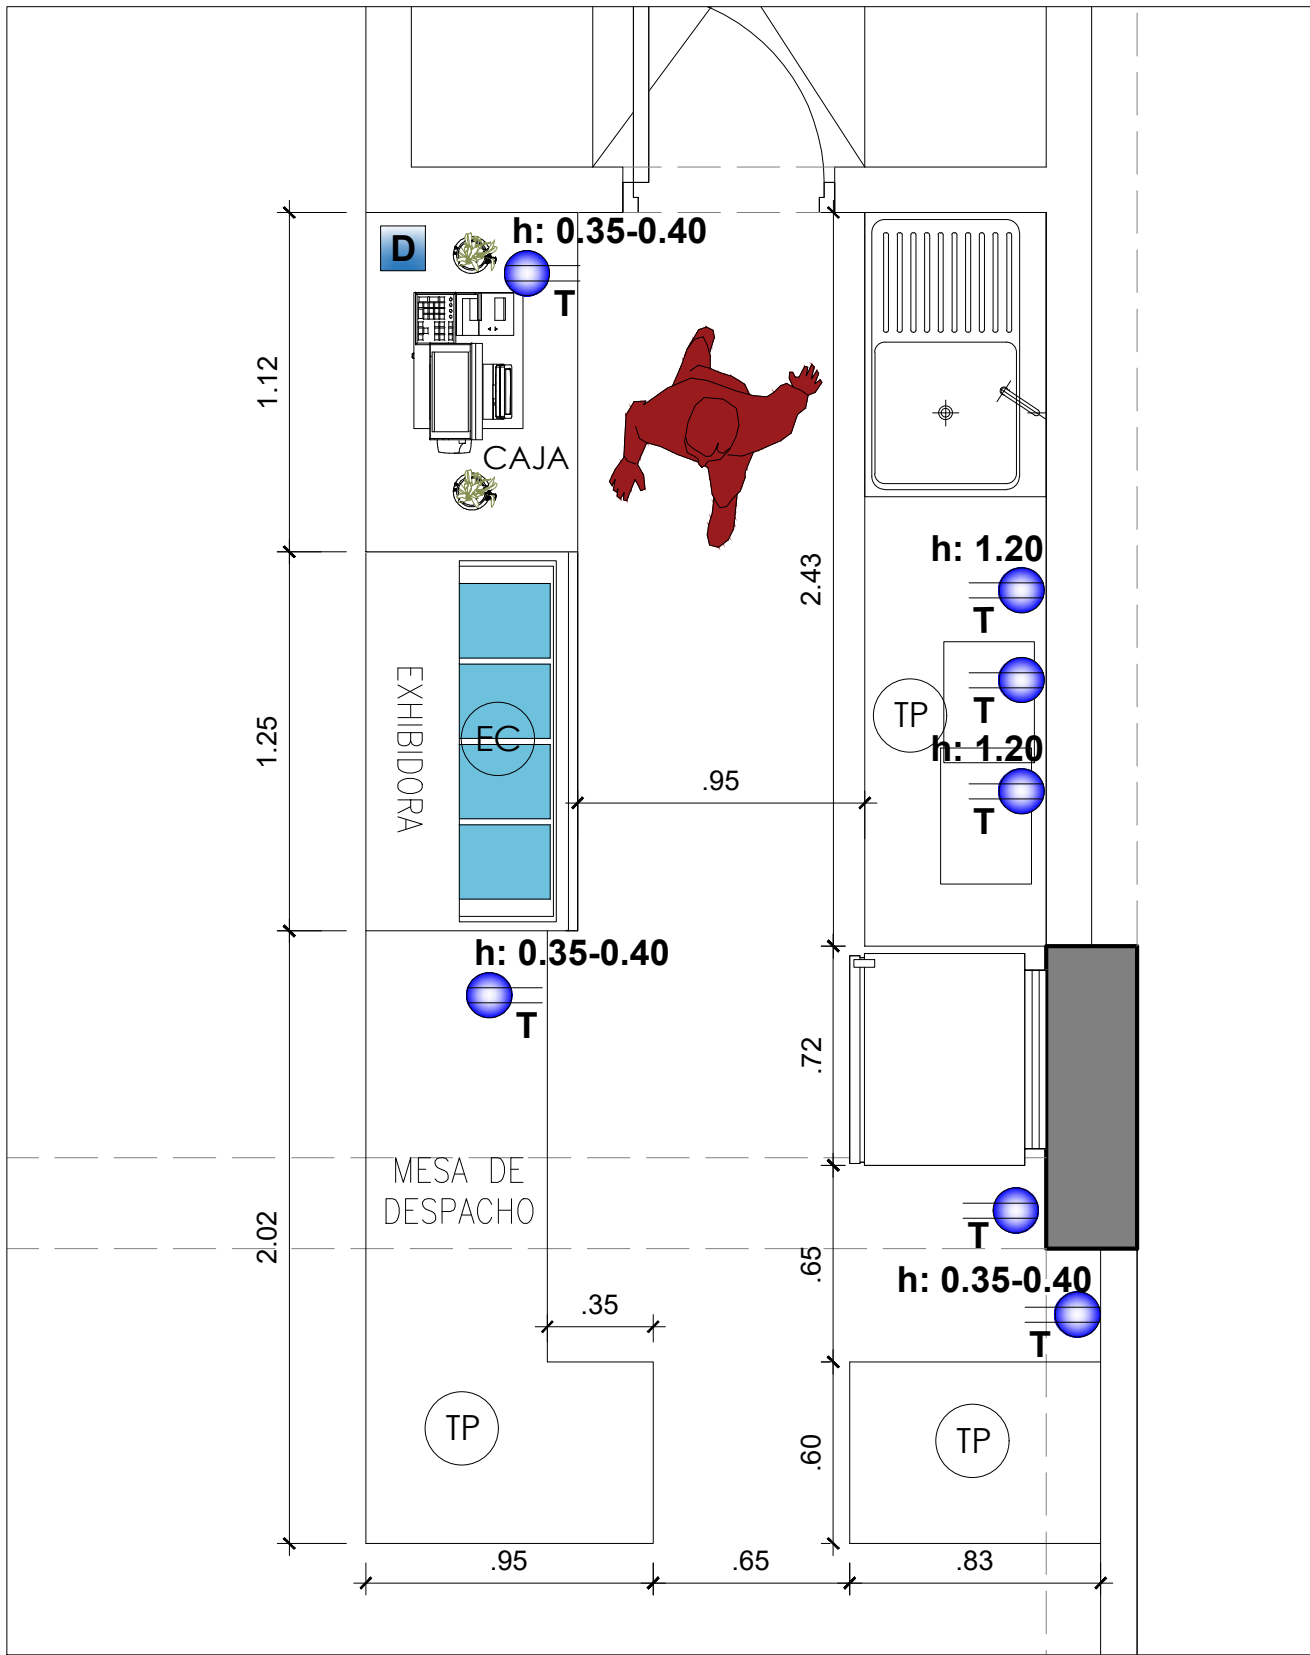 h: 0.35-0.40
D
T
1.12
CAJA
2.43
h: 1.20
T
EXHIBIDORA
EC
TP
T
1.25
h: 1.20
.95
T
h: 0.35-0.40
T
.72
MESA DE
DESPACHO
2.02
T
.65
h: 0.35-0.40
.35
T
TP
TP
.60
.95
.65
.83